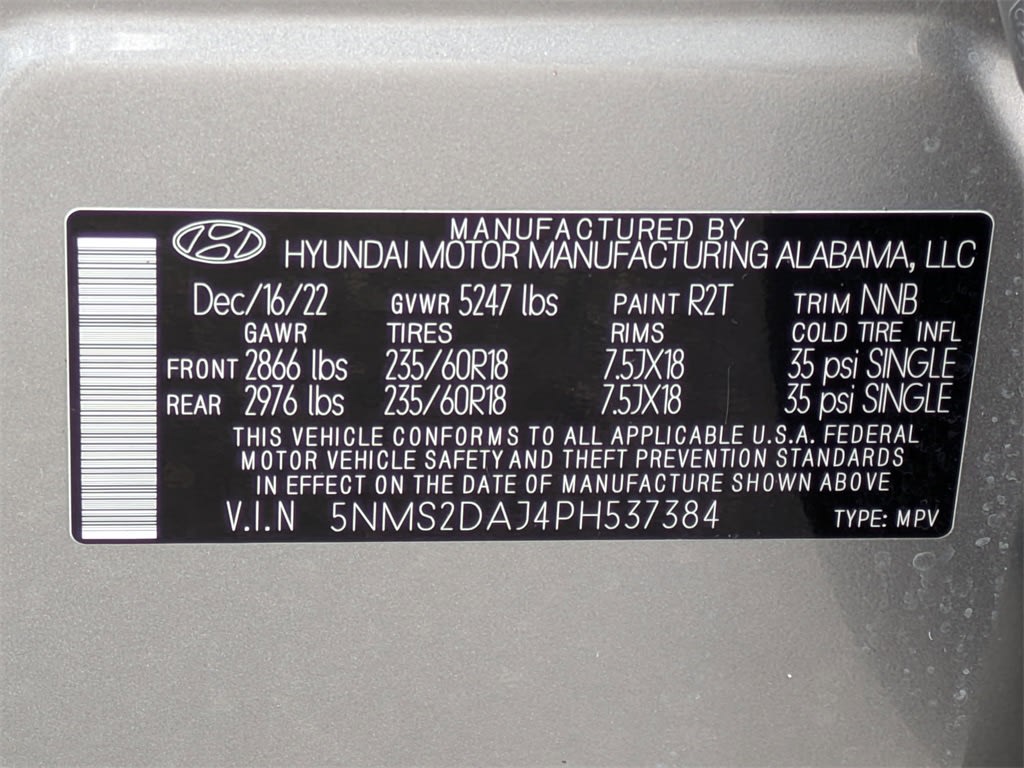 MANUFACTURED BY
HYUNDAI MOTOR MANUFACTURING ALABAMA, LLC
Dec/16/22 GVWR 5247 lbs PAINT R2T TRIM NNB
GAWR TIRES RIMS COLD TIRE INFL
FRONT 2866 lbs 235/60R18 7.5JX18 35 psi SINGLE
REAR 2976 lbs 235/60R18 7.5JX18 35 psi SINGLE
THIS VEHICLE CONFORMS TO ALL APPLICABLE U.S.A. FEDERAL
MOTOR VEHICLE SAFETY AND THEFT PREVENTION STANDARDS
IN EFFECT ON THE DATE OF MANUFACTURE SHOWN ABOVE
V.I.N 5NMS2DAJ4PH537384 TYPE: MPV